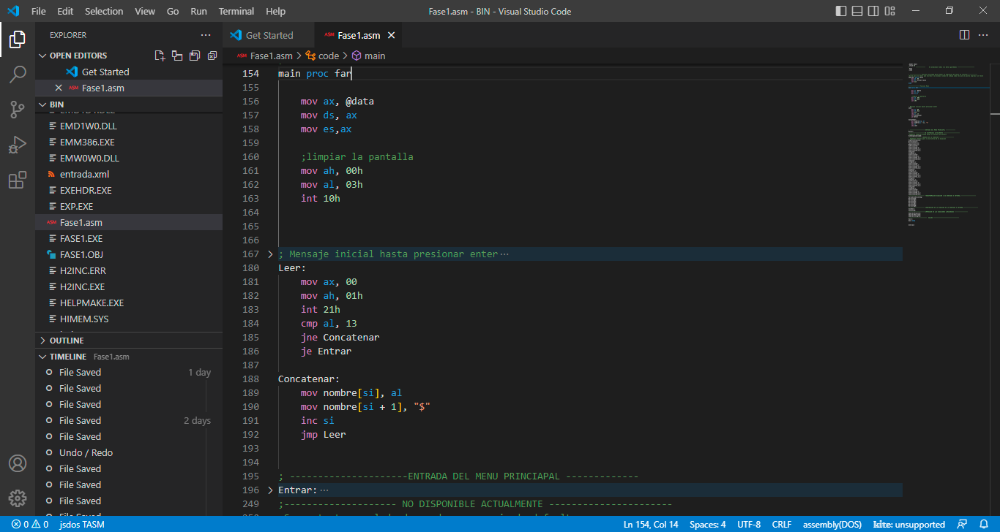 File Edit Selection View Go Run Terminal Help
Fase1.asm - BIN - Visual Studio Code
EXPLORER
OPEN EDITORS
Get Started
Fase1.asm
BIN
EMD1W0.DLL
EMM386.EXE
EMW0W0.DLL
entrada.xml
EXEHDR.EXE
EXP.EXE
ASM Fase1.asm
FASE1.EXE
FASE1.OBJ
H2INC.ERR
H2INC.EXE
HELPMAKE.EXE
HIMEM.SYS
OUTLINE
TIMELINE Fase1.asm
File Saved 1 day
File Saved
File Saved
File Saved 2 days
File Saved
Undo / Redo
File Saved
File Saved
File Saved
Get Started
ASM Fase1.asm
ASM Fase1.asm > code > main
154 main proc far
155
156 mov ax, @data
157 mov ds, ax
158 mov es,ax
159
160 ;limpiar la pantalla
161 mov ah, 00h
162 mov al, 03h
163 int 10h
164
165
166
167 ; Mensaje inicial hasta presionar enter···
180 Leer:
181 mov ax, 00
182 mov ah, 01h
183 int 21h
184 cmp al, 13
185 jne Concatenar
186 je Entrar
187
188 Concatenar:
189 mov nombre[si], al
190 mov nombre[si + 1], "$"
191 inc si
192 jmp Leer
193
194
195 ; ---------------------ENTRADA DEL MENU PRINCIAPAL -------------
196 Entrar:···
249 ;-------------------- NO DISPONIBLE ACTUALMENTE ----------------------
0 0 jsdos TASM
Ln 154, Col 14 Spaces: 4 UTF-8 CRLF assembly(DOS) kite: unsupported